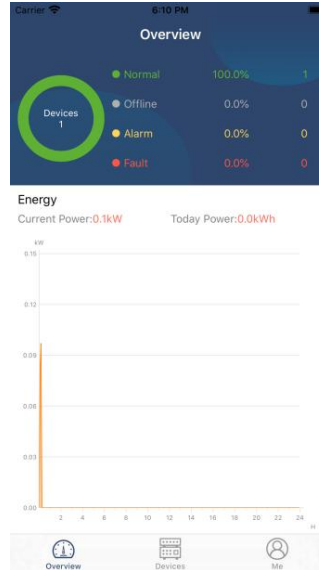 Carrier 6:10 PM
Overview
Devices
1
Normal 100.0% 1
Offline 0.0% 0
Alarm 0.0% 0
Fault 0.0% 0
Energy
Current Power:0.1kW Today Power:0.0kWh
kW
0.15
0.12
0.09
0.06
0.03
0.00
2 4 6 8 10 12 14 16 18 20 22 24
H
Overview Devices Me